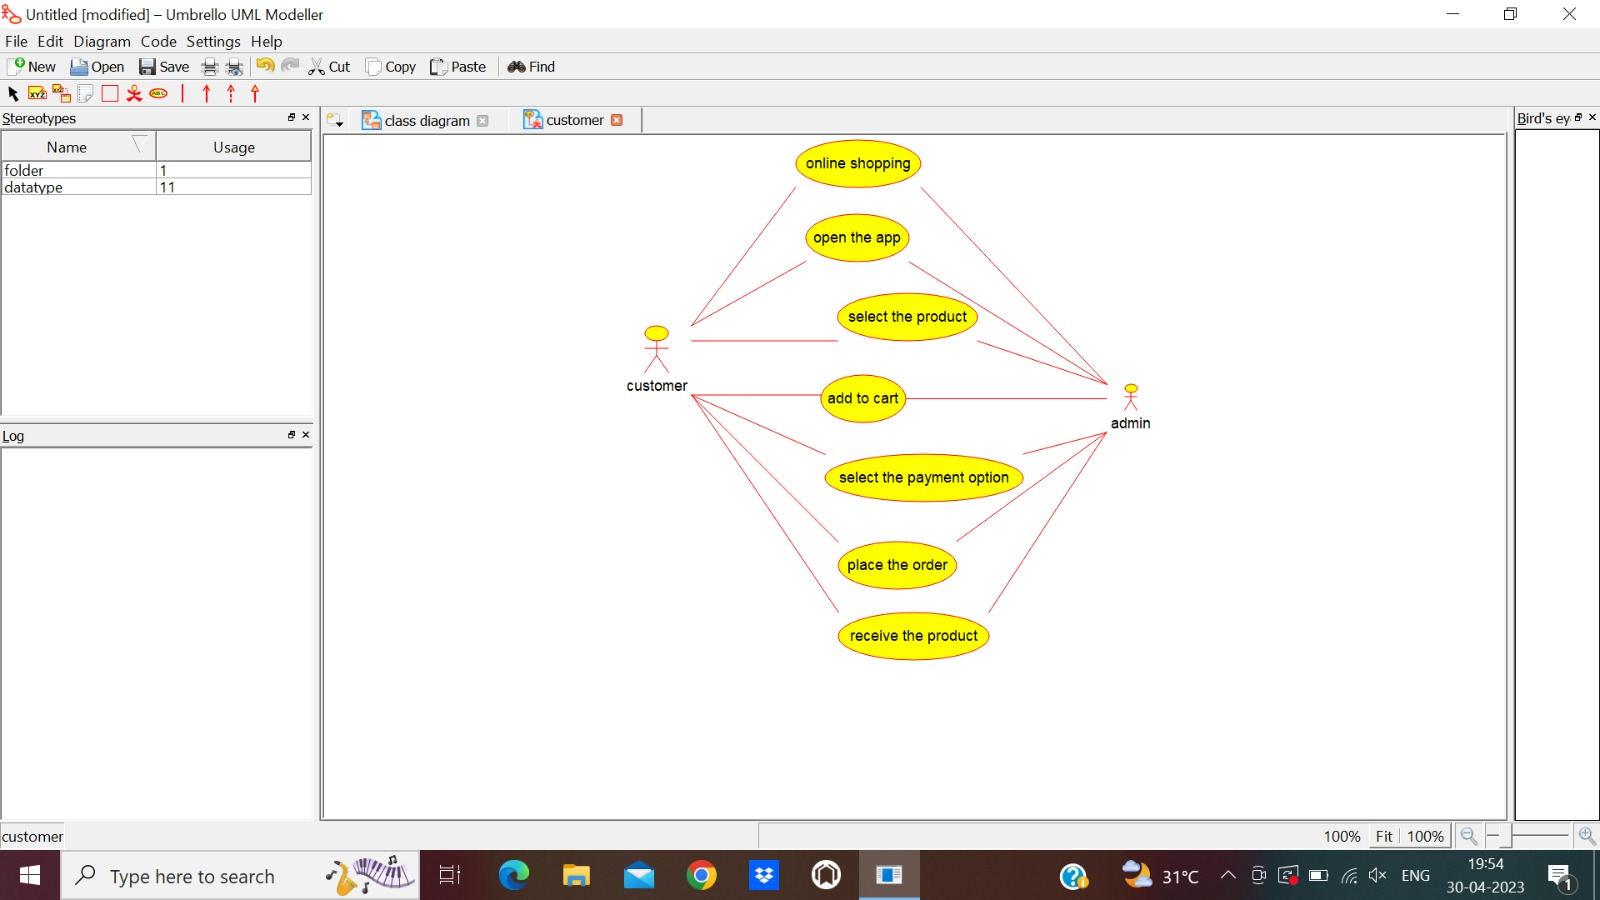 Untitled [modified] – Umbrello UML Modeller
File Edit Diagram Code Settings Help
New Open Save Cut Copy Paste Find
XYZ ABC
Stereotypes
Name Usage
folder 1
datatype 11
Log
class diagram customer
Bird's ey
online shopping
open the app
select the product
customer
add to cart
admin
select the payment option
place the order
receive the product
customer
100% Fit 100%
Type here to search
31°C ENG
19:54
30-04-2023
1